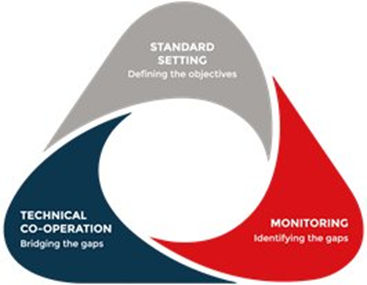 STANDARD
SETTING
Defining the objectives
TECHNICAL
CO-OPERATION
Bridging the gaps
MONITORING
Identifying the gaps